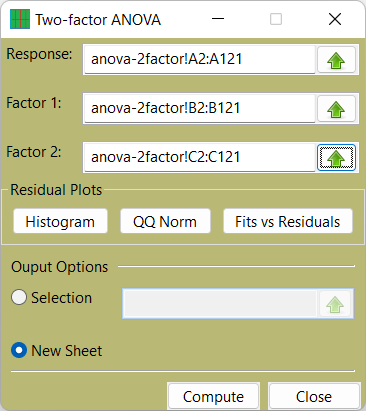 Two-factor ANOVA
Response: anova-2factor!A2:A121
Factor 1: anova-2factor!B2:B121
Factor 2: anova-2factor!C2:C121
Residual Plots
Histogram QQ Norm Fits vs Residuals
Ouput Options
Selection
New Sheet
Compute Close